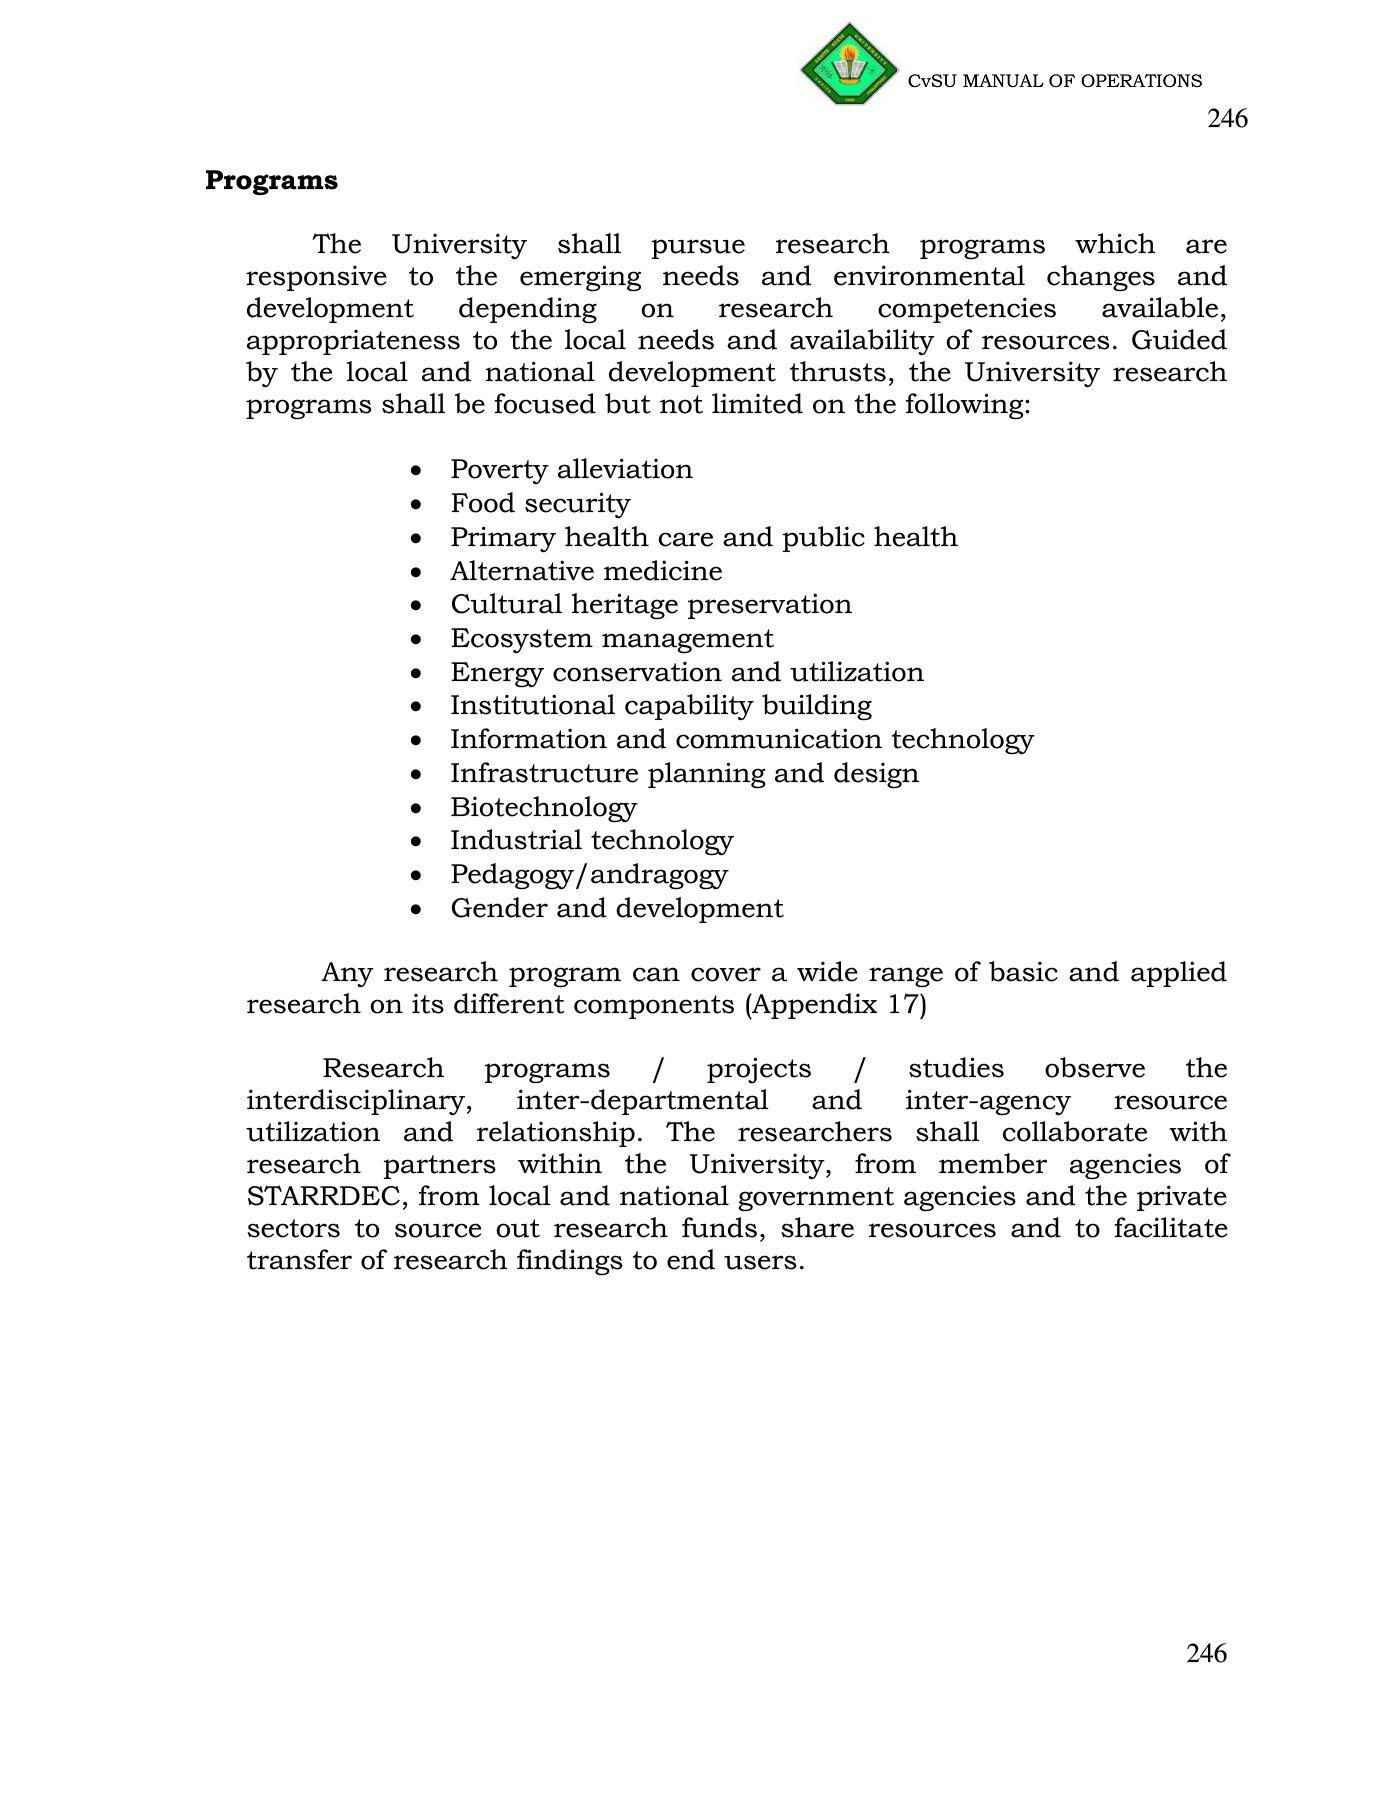 CvSU MANUAL OF OPERATIONS
246
Programs
The University shall pursue research programs which are
responsive to the emerging needs and environmental changes and
development depending on research competencies available,
appropriateness to the local needs and availability of resources. Guided
by the local and national development thrusts, the University research
programs shall be focused but not limited on the following:
• Poverty alleviation
• Food security
• Primary health care and public health
• Alternative medicine
• Cultural heritage preservation
• Ecosystem management
• Energy conservation and utilization
• Institutional capability building
• Information and communication technology
• Infrastructure planning and design
• Biotechnology
• Industrial technology
• Pedagogy/andragogy
• Gender and development
Any research program can cover a wide range of basic and applied
research on its different components (Appendix 17)
Research programs / projects / studies observe the
interdisciplinary, inter-departmental and inter-agency resource
utilization and relationship. The researchers shall collaborate with
research partners within the University, from member agencies of
STARRDEC, from local and national government agencies and the private
sectors to source out research funds, share resources and to facilitate
transfer of research findings to end users.
246